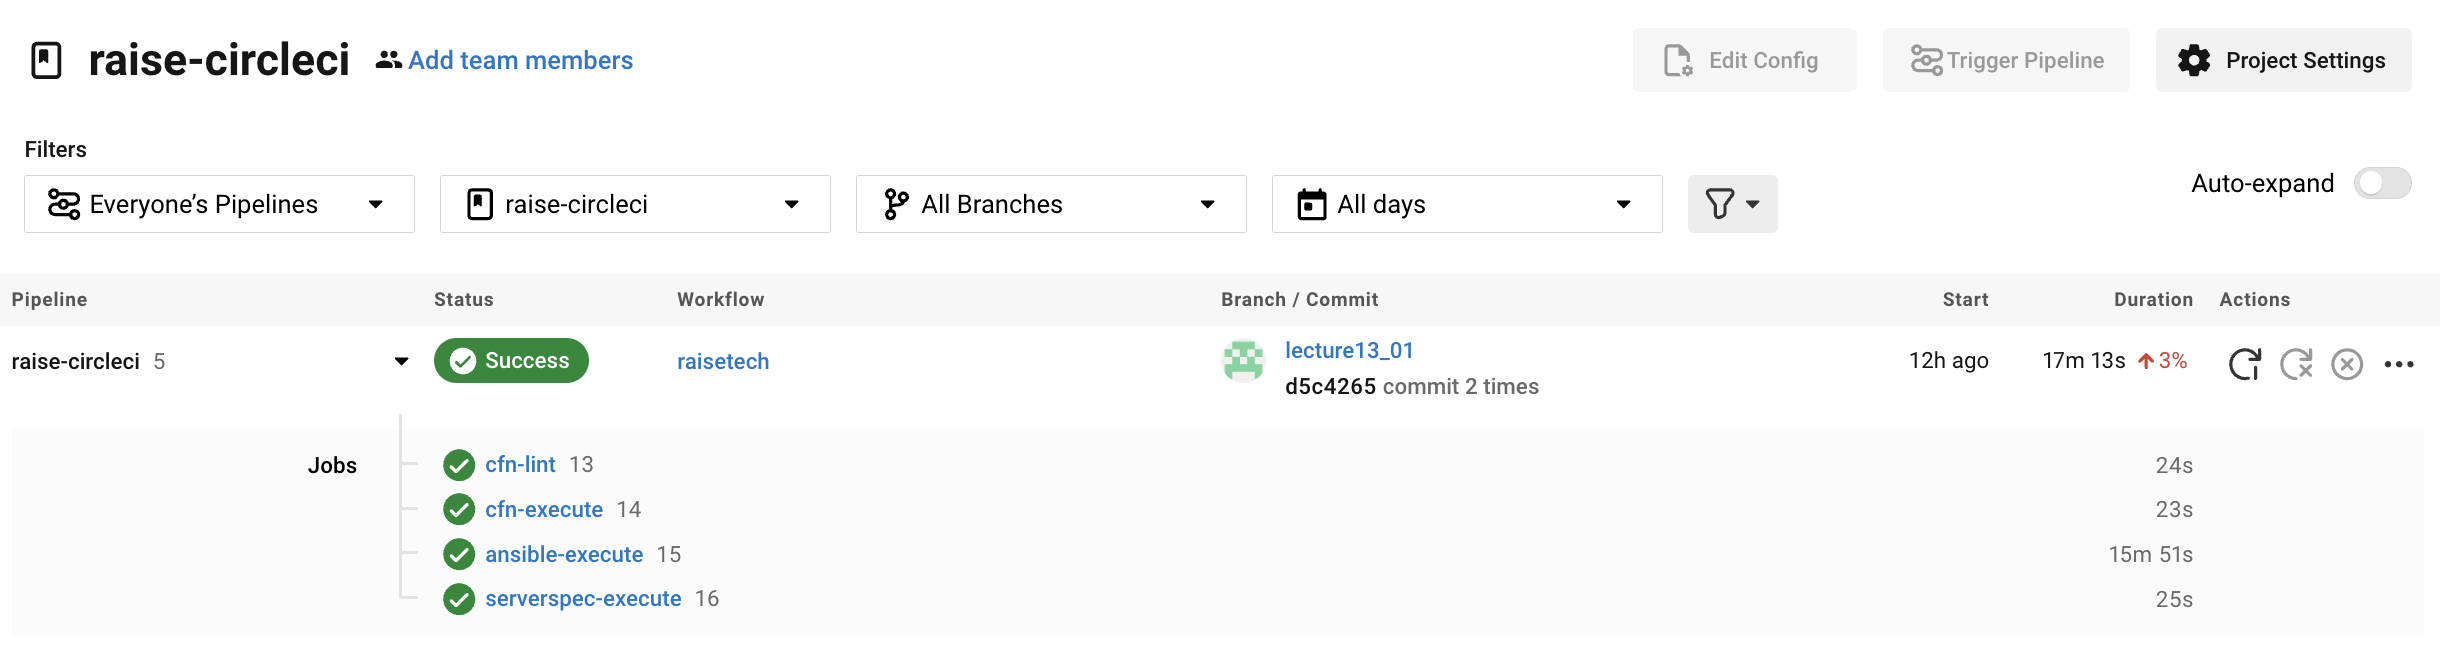 raise-circleci Add team members Edit Config Trigger Pipeline Project Settings
Filters
Everyone’s Pipelines raise-circleci All Branches All days Auto-expand
Pipeline Status Workflow Branch / Commit Start Duration Actions
raise-circleci 5 Success raisetech lecture13_01 12h ago 17m 13s 3%
d5c4265 commit 2 times
Jobs cfn-lint 13 24s
cfn-execute 14 23s
ansible-execute 15 15m 51s
serverspec-execute 16 25s